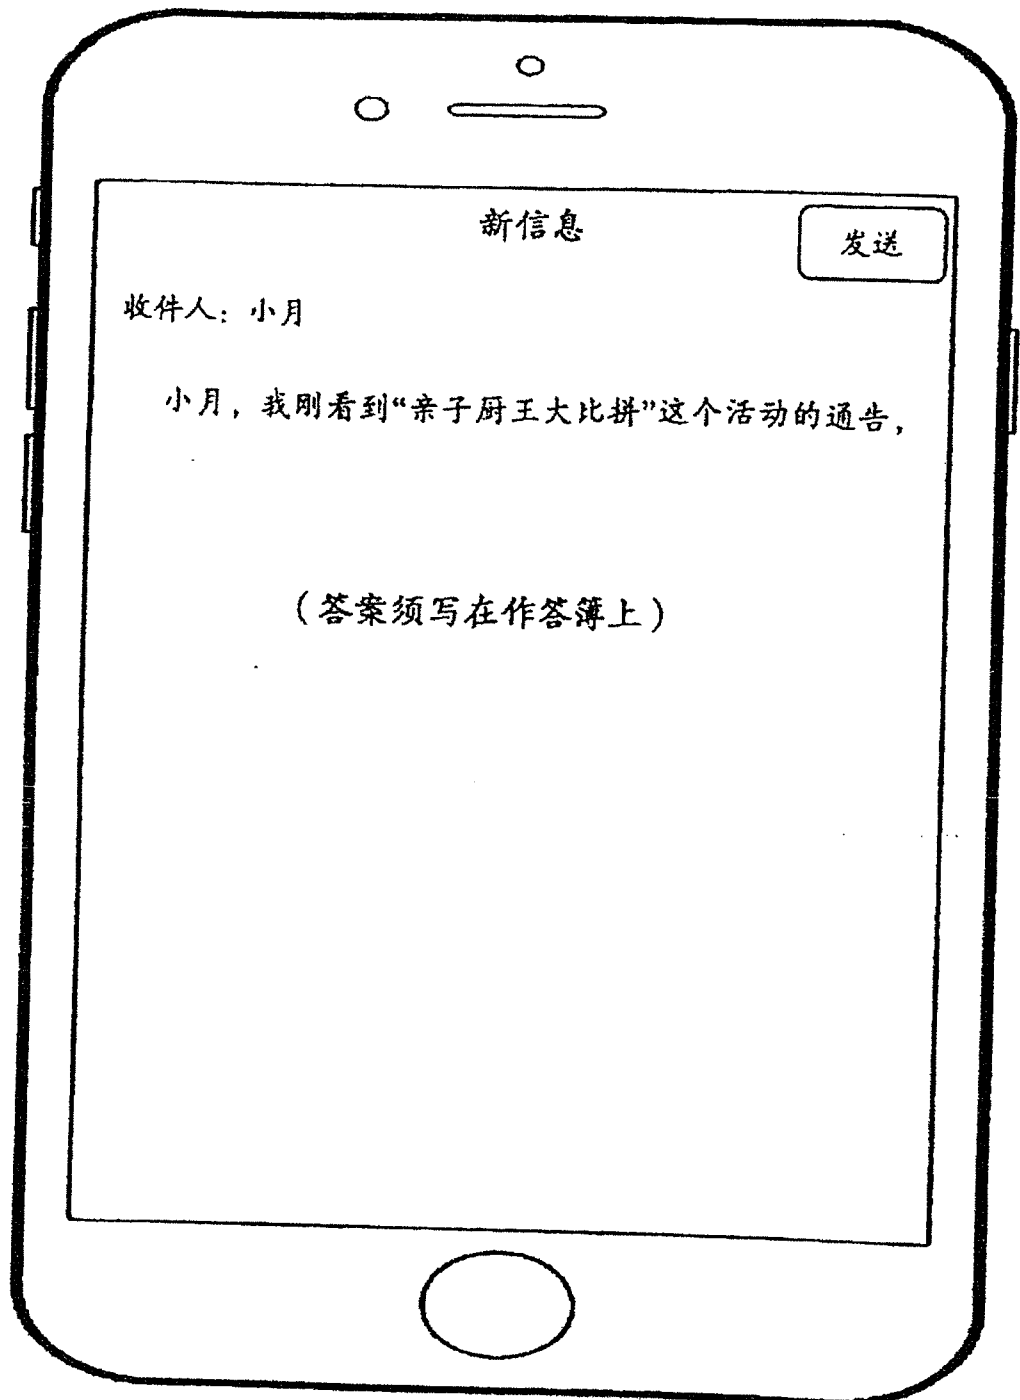 新信息
发送
收件人：小月
小月，我刚看到“亲子厨王大比拼”这个活动的通告，
（答案须写在作答簿上）